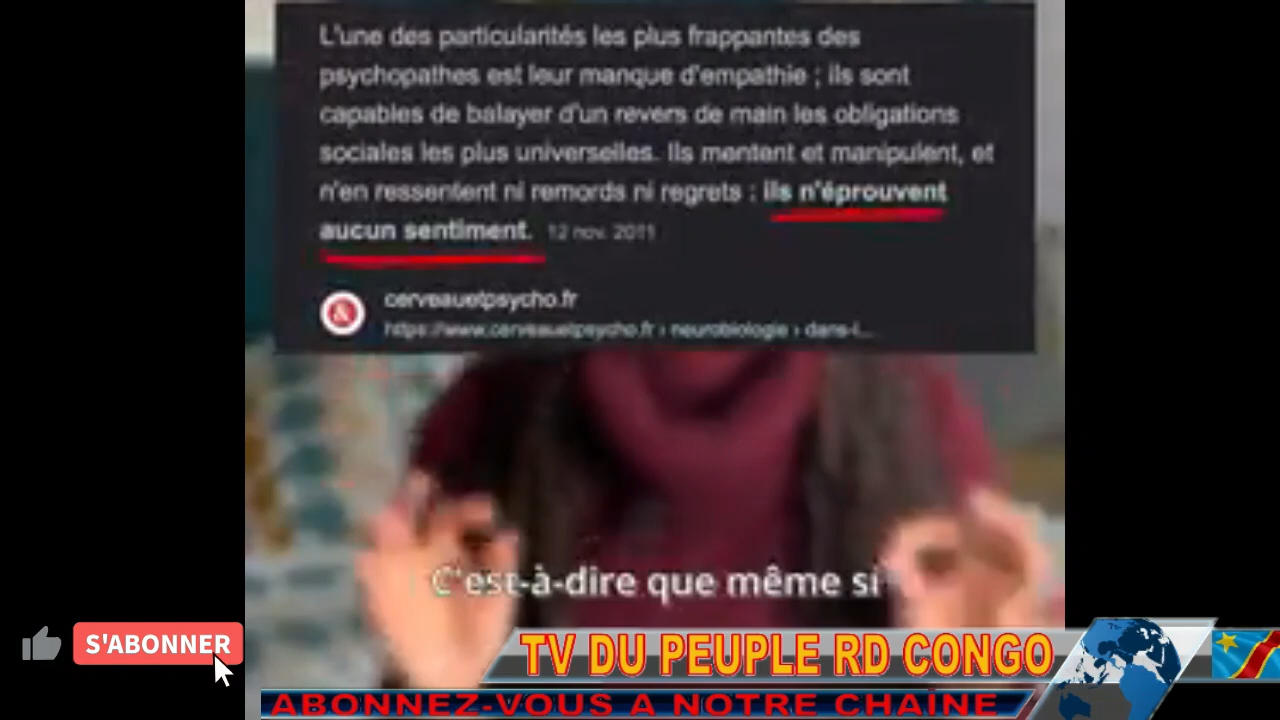 L'une des particularités les plus frappantes des
psychopathes est leur manque d'empathie ; ils sont
capables de balayer d'un revers de main les obligations
sociales les plus universelles. Ils mentent et manipulent, et
n'en ressentent ni remords ni regrets : ils n'éprouvent
aucun sentiment. 12 nov. 2011
cerveauetpsycho.fr
https://www.cerveauetpsycho.fr › neurobiologie › dans-l...
C'est-à-dire que même si
S'ABONNER
TV DU PEUPLE RD CONGO
ABONNEZ-VOUS A NOTRE CHAINE